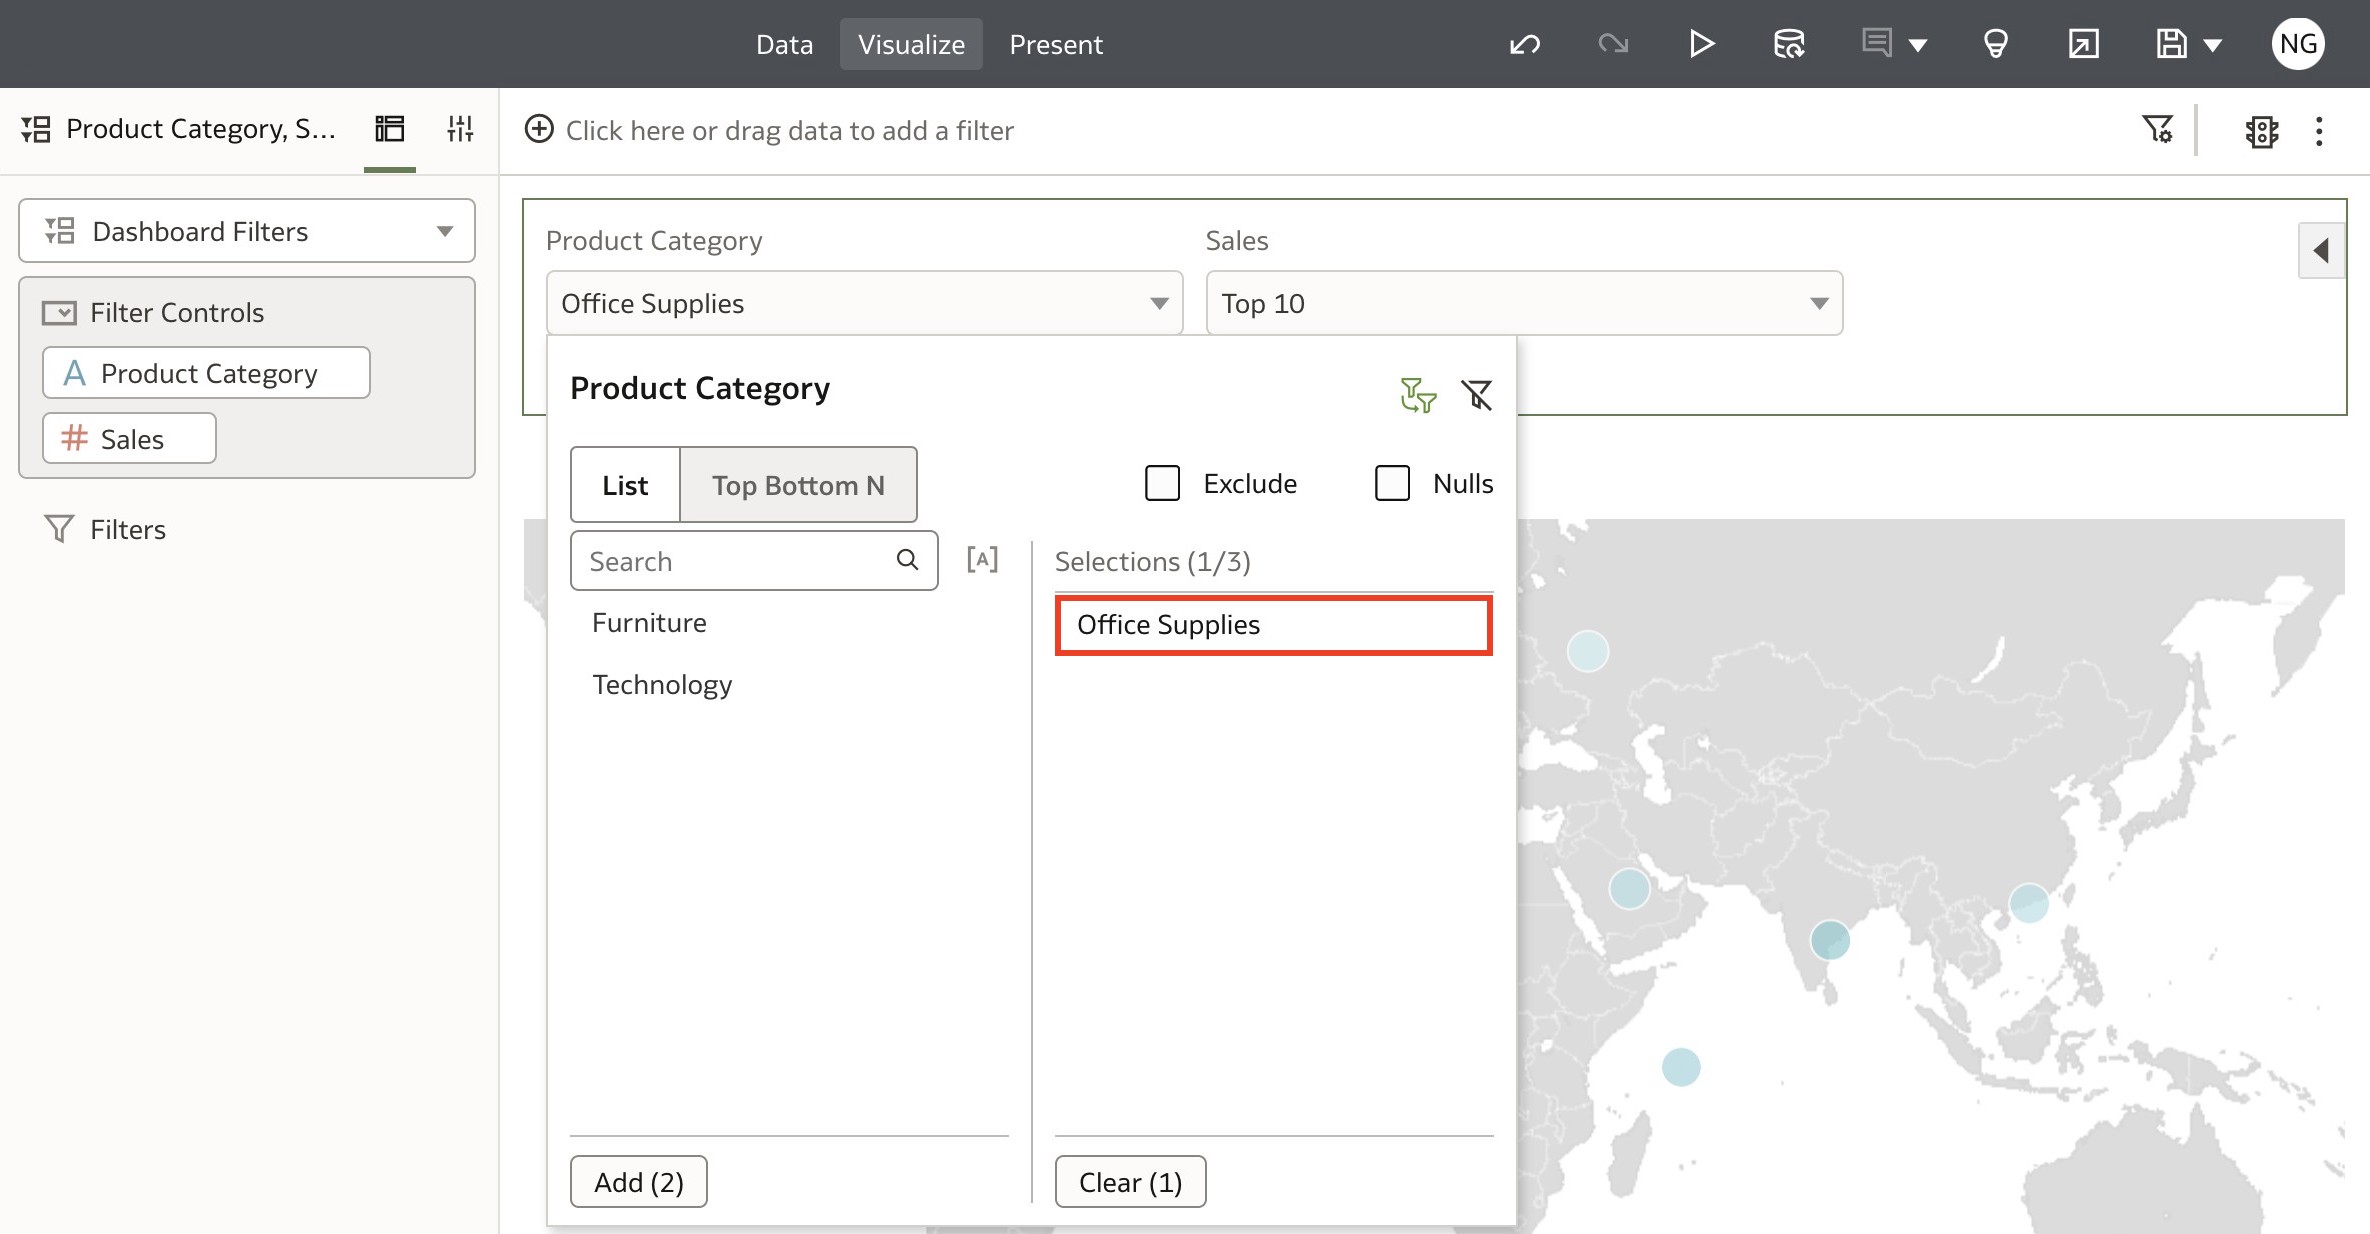 Data Visualize Present NG
Product Category, S...
Click here or drag data to add a filter
Dashboard Filters
Filter Controls
A Product Category
# Sales
Filters
Product Category
Office Supplies
Sales
Top 10
Product Category
List Top Bottom N
Exclude Nulls
Search [A]
Furniture
Technology
Add (2)
Selections (1/3)
Office Supplies
Clear (1)